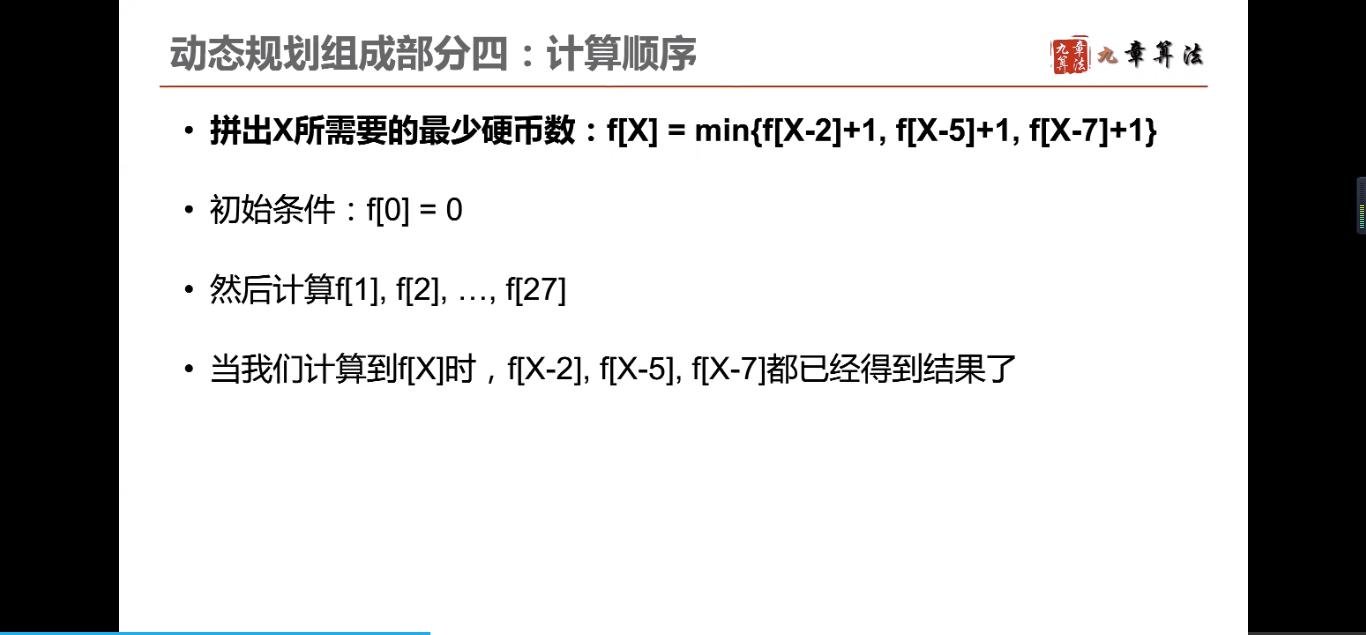 动态规划组成部分四：计算顺序
九章
算法
九章算法
• 拼出X所需要的最少硬币数：f[X] = min{f[X-2]+1, f[X-5]+1, f[X-7]+1}
• 初始条件：f[0] = 0
• 然后计算f[1], f[2], …, f[27]
• 当我们计算到f[X]时，f[X-2], f[X-5], f[X-7]都已经得到结果了